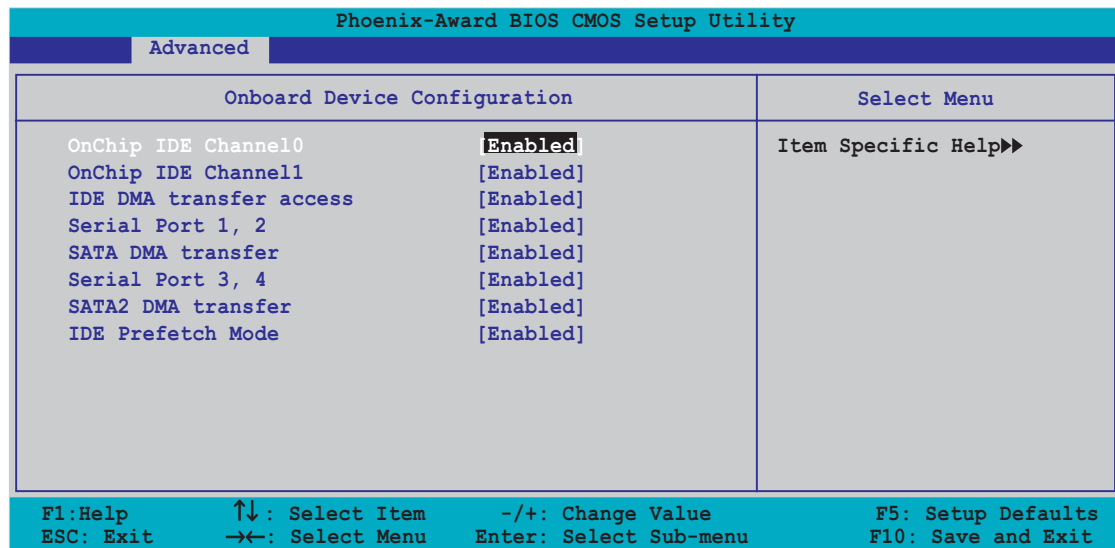 Phoenix-Award BIOS CMOS Setup Utility
Advanced
Onboard Device Configuration
Select Menu
OnChip IDE Channel0 [Enabled]
Item Specific Help▶▶
OnChip IDE Channel1 [Enabled]
IDE DMA transfer access [Enabled]
Serial Port 1, 2 [Enabled]
SATA DMA transfer [Enabled]
Serial Port 3, 4 [Enabled]
SATA2 DMA transfer [Enabled]
IDE Prefetch Mode [Enabled]
F1:Help ↑↓: Select Item -/+: Change Value F5: Setup Defaults
ESC: Exit →←: Select Menu Enter: Select Sub-menu F10: Save and Exit